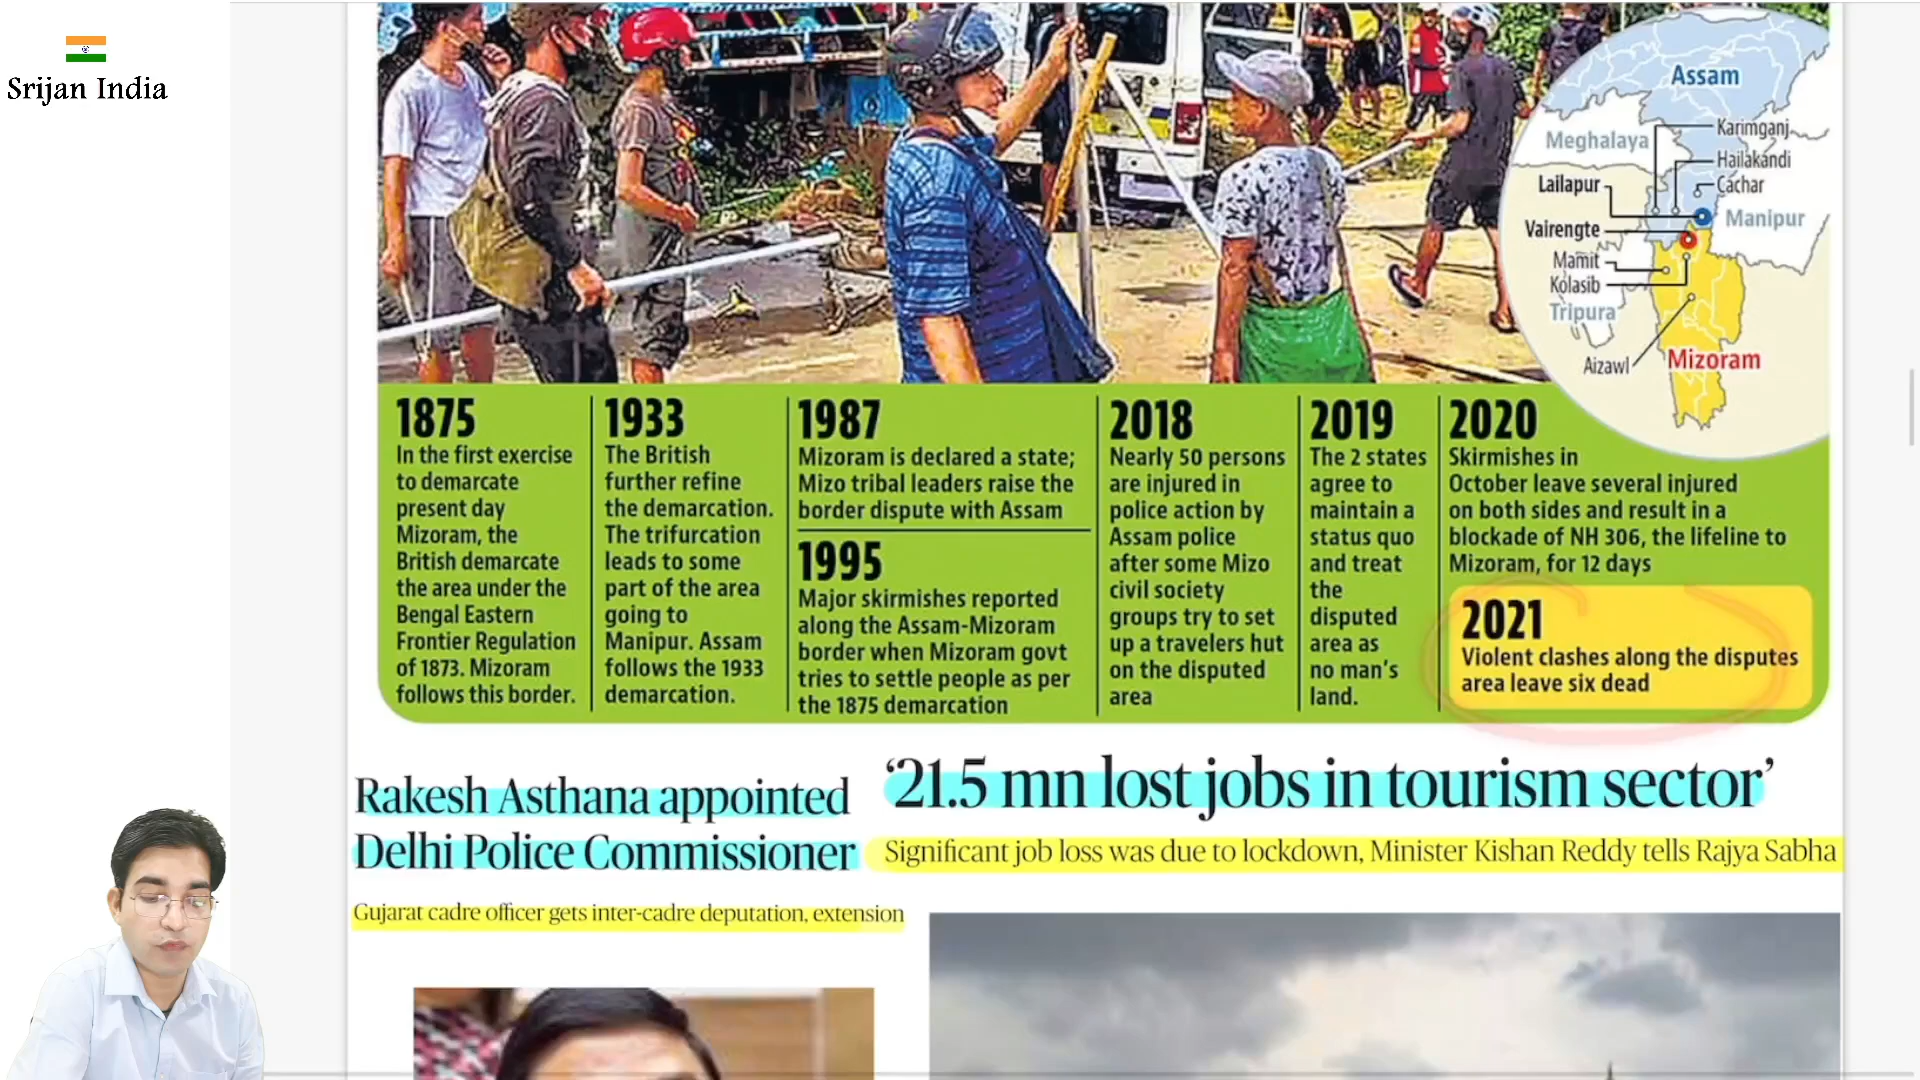 Srijan India
Assam
Meghalaya
Karimganj
Hailakandi
Lailapur
Cachar
Manipur
Vairengte
Mamit
Kolasib
Tripura
Aizawl
Mizoram
1875
In the first exercise
to demarcate
present day
Mizoram, the
British demarcate
the area under the
Bengal Eastern
Frontier Regulation
of 1873. Mizoram
follows this border.
1933
The British
further refine
the demarcation.
The trifurcation
leads to some
part of the area
going to
Manipur. Assam
follows the 1933
demarcation.
1987
Mizoram is declared a state;
Mizo tribal leaders raise the
border dispute with Assam
1995
Major skirmishes reported
along the Assam-Mizoram
border when Mizoram govt
tries to settle people as per
the 1875 demarcation
2018
Nearly 50 persons
are injured in
police action by
Assam police
after some Mizo
civil society
groups try to set
up a travelers hut
on the disputed
area
2019
The 2 states
agree to
maintain a
status quo
and treat
the
disputed
area as
no man's
land.
2020
Skirmishes in
October leave several injured
on both sides and result in a
blockade of NH 306, the lifeline to
Mizoram, for 12 days
2021
Violent clashes along the disputes
area leave six dead
Rakesh Asthana appointed
Delhi Police Commissioner
Gujarat cadre officer gets inter-cadre deputation, extension
'21.5 mn lost jobs in tourism sector'
Significant job loss was due to lockdown, Minister Kishan Reddy tells Rajya Sabha